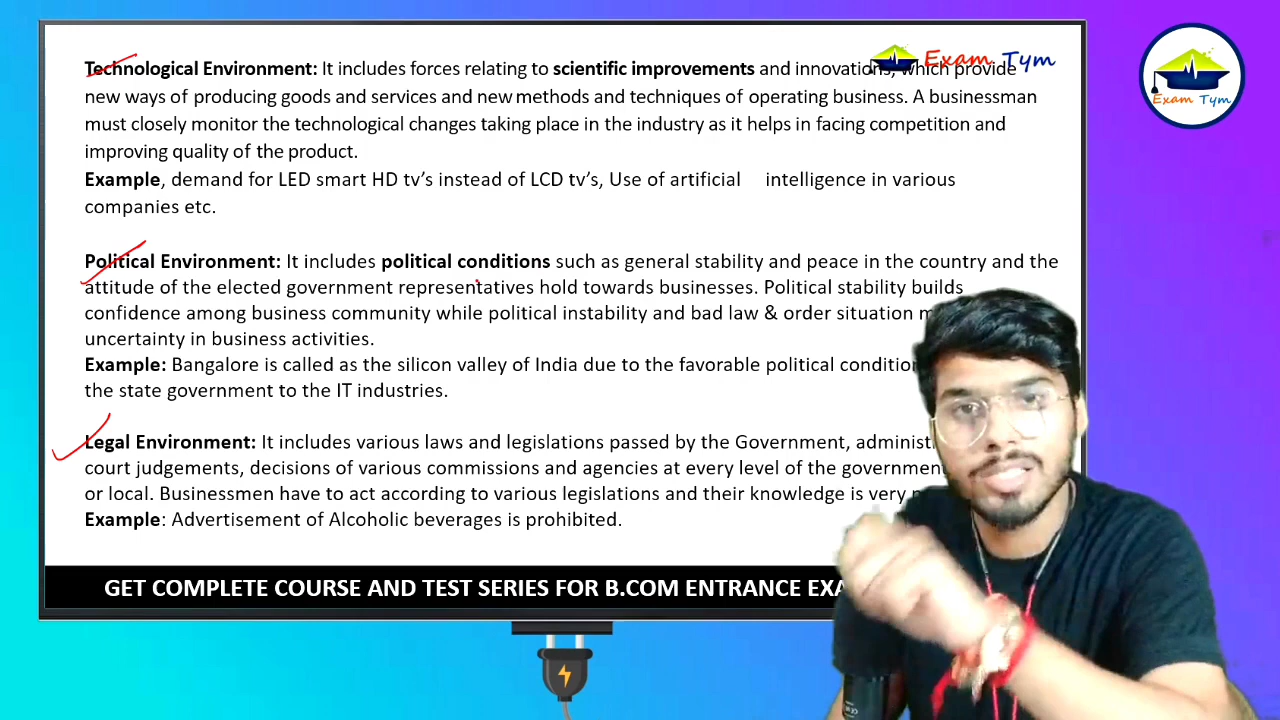 Technological Environment: It includes forces relating to scientific improvements and innovations, which provide
new ways of producing goods and services and new methods and techniques of operating business. A businessman
must closely monitor the technological changes taking place in the industry as it helps in facing competition and
improving quality of the product.
Example, demand for LED smart HD tv's instead of LCD tv's, Use of artificial intelligence in various
companies etc.
Exam Tym
Exam Tym
Political Environment: It includes political conditions such as general stability and peace in the country and the
attitude of the elected government representatives hold towards businesses. Political stability builds
confidence among business community while political instability and bad law & order situation
uncertainty in business activities.
Example: Bangalore is called as the silicon valley of India due to the favorable political
the state government to the IT industries.
Legal Environment: It includes various laws and legislations passed by the Government,
court judgements, decisions of various commissions and agencies at every level of the government
or local. Businessmen have to act according to various legislations and their knowledge is very
Example: Advertisement of Alcoholic beverages is prohibited.
GET COMPLETE COURSE AND TEST SERIES FOR B.COM ENTRANCE